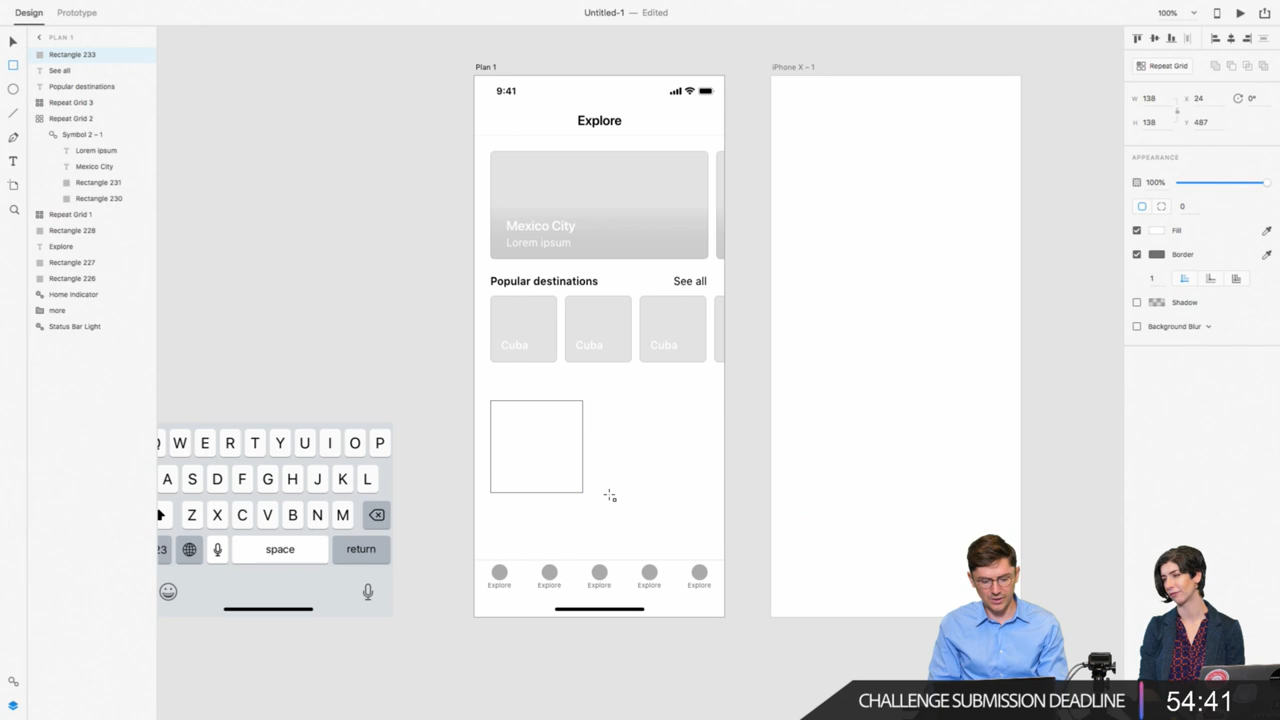 Design Prototype
Untitled-1 — Edited
100%
PLAN 1
Rectangle 233
See all
Popular destinations
Repeat Grid 3
Repeat Grid 2
Symbol 2 – 1
Lorem ipsum
Mexico City
Rectangle 231
Rectangle 230
Repeat Grid 1
Rectangle 228
Explore
Rectangle 227
Rectangle 226
Home Indicator
more
Status Bar Light
Q W E R T Y U I O P
A S D F G H J K L
Z X C V B N M
23 space return
Plan 1
9:41
Explore
Mexico City
Lorem ipsum
Popular destinations See all
Cuba Cuba Cuba
Explore Explore Explore Explore Explore
iPhone X – 1
Repeat Grid
W 138 X 24 0°
H 138 Y 487
APPEARANCE
100%
0
Fill
Border
1
Shadow
Background Blur
CHALLENGE SUBMISSION DEADLINE 54:41